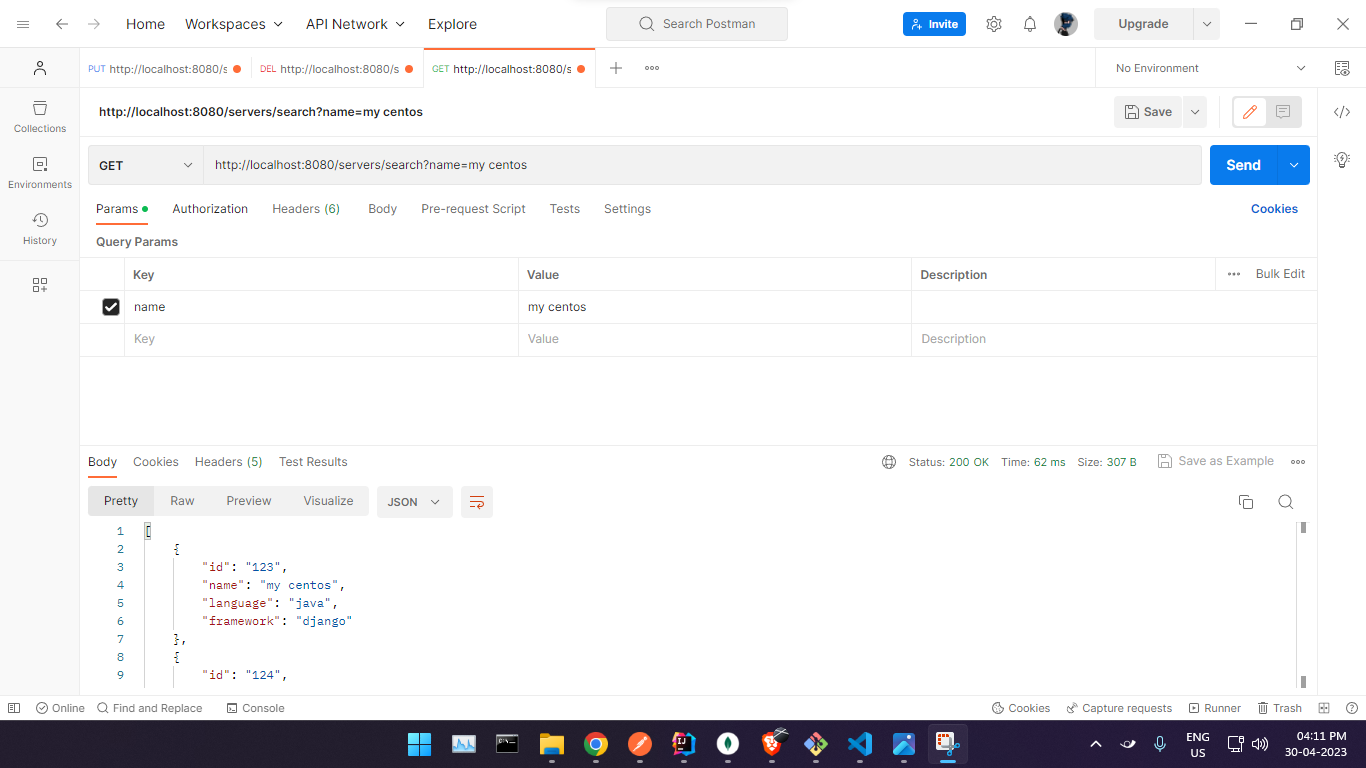 Home Workspaces API Network Explore Search Postman Invite Upgrade
PUT http://localhost:8080/s DEL http://localhost:8080/s GET http://localhost:8080/s No Environment
http://localhost:8080/servers/search?name=my centos Save
Collections
GET http://localhost:8080/servers/search?name=my centos Send
Environments
Params Authorization Headers (6) Body Pre-request Script Tests Settings Cookies
History
Query Params
Key Value Description Bulk Edit
name my centos
Key Value Description
Body Cookies Headers (5) Test Results Status: 200 OK Time: 62 ms Size: 307 B Save as Example
Pretty Raw Preview Visualize JSON
1 [
2 {
3 "id": "123",
4 "name": "my centos",
5 "language": "java",
6 "framework": "django"
7 },
8 {
9 "id": "124",
Online Find and Replace Console Cookies Capture requests Runner Trash
ENG 04:11 PM
US 30-04-2023